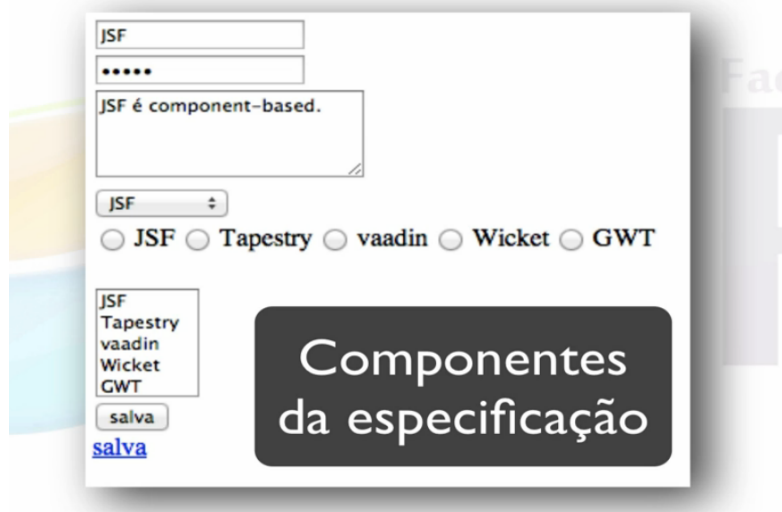 JSF
•••••
JSF é component-based.
JSF
JSF Tapestry vaadin Wicket GWT
JSF
Tapestry
vaadin
Wicket
GWT
salva
salva
Componentes
da especificação